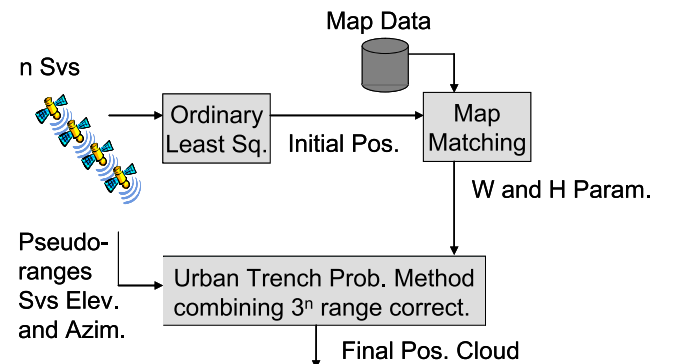 Map Data
n Svs
Ordinary
Least Sq.
Initial Pos.
Map
Matching
W and H Param.
Pseudo-
ranges
Svs Elev.
and Azim.
Urban Trench Prob. Method
combining 3ⁿ range correct.
Final Pos. Cloud